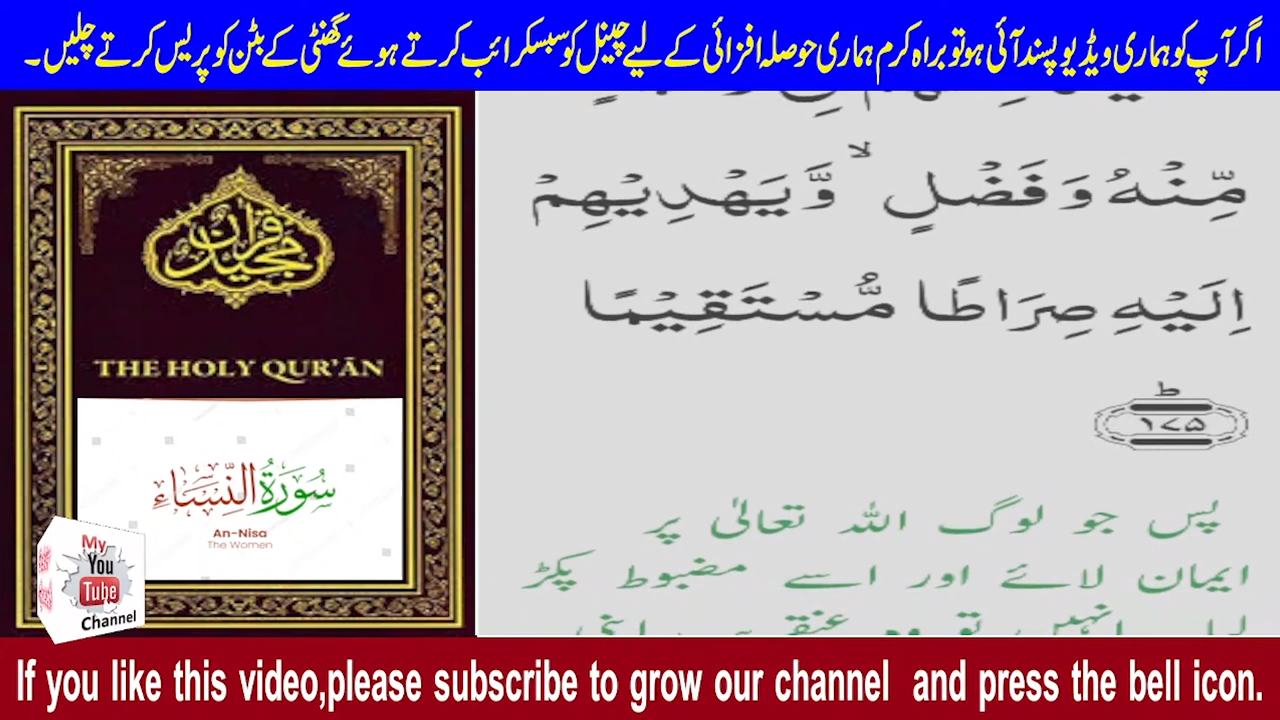 اگر آپ کو ہماری ویڈیو پسند آئی ہو تو براہ کرم ہماری حوصلہ افزائی کے لیے چینل کو سبسکرائب کرتے ہوئے گھنٹی کے بٹن کو پریس کرتے چلیں۔
مِّنْهُ وَفَضْلٍ ۙ وَّيَهْدِيْهِمْ
اِلَيْهِ صِرَاطًا مُّسْتَقِيْمًا
ط
۱۷۵
پس جو لوگ اللہ تعالیٰ پر
ایمان لائے اور اسے مضبوط پکڑ
قرآن مجید
THE HOLY QUR'ĀN
سُورَةُ النِّسَاء
An-Nisa
The Women
My
You
Tube
Channel
If you like this video,please subscribe to grow our channel and press the bell icon.